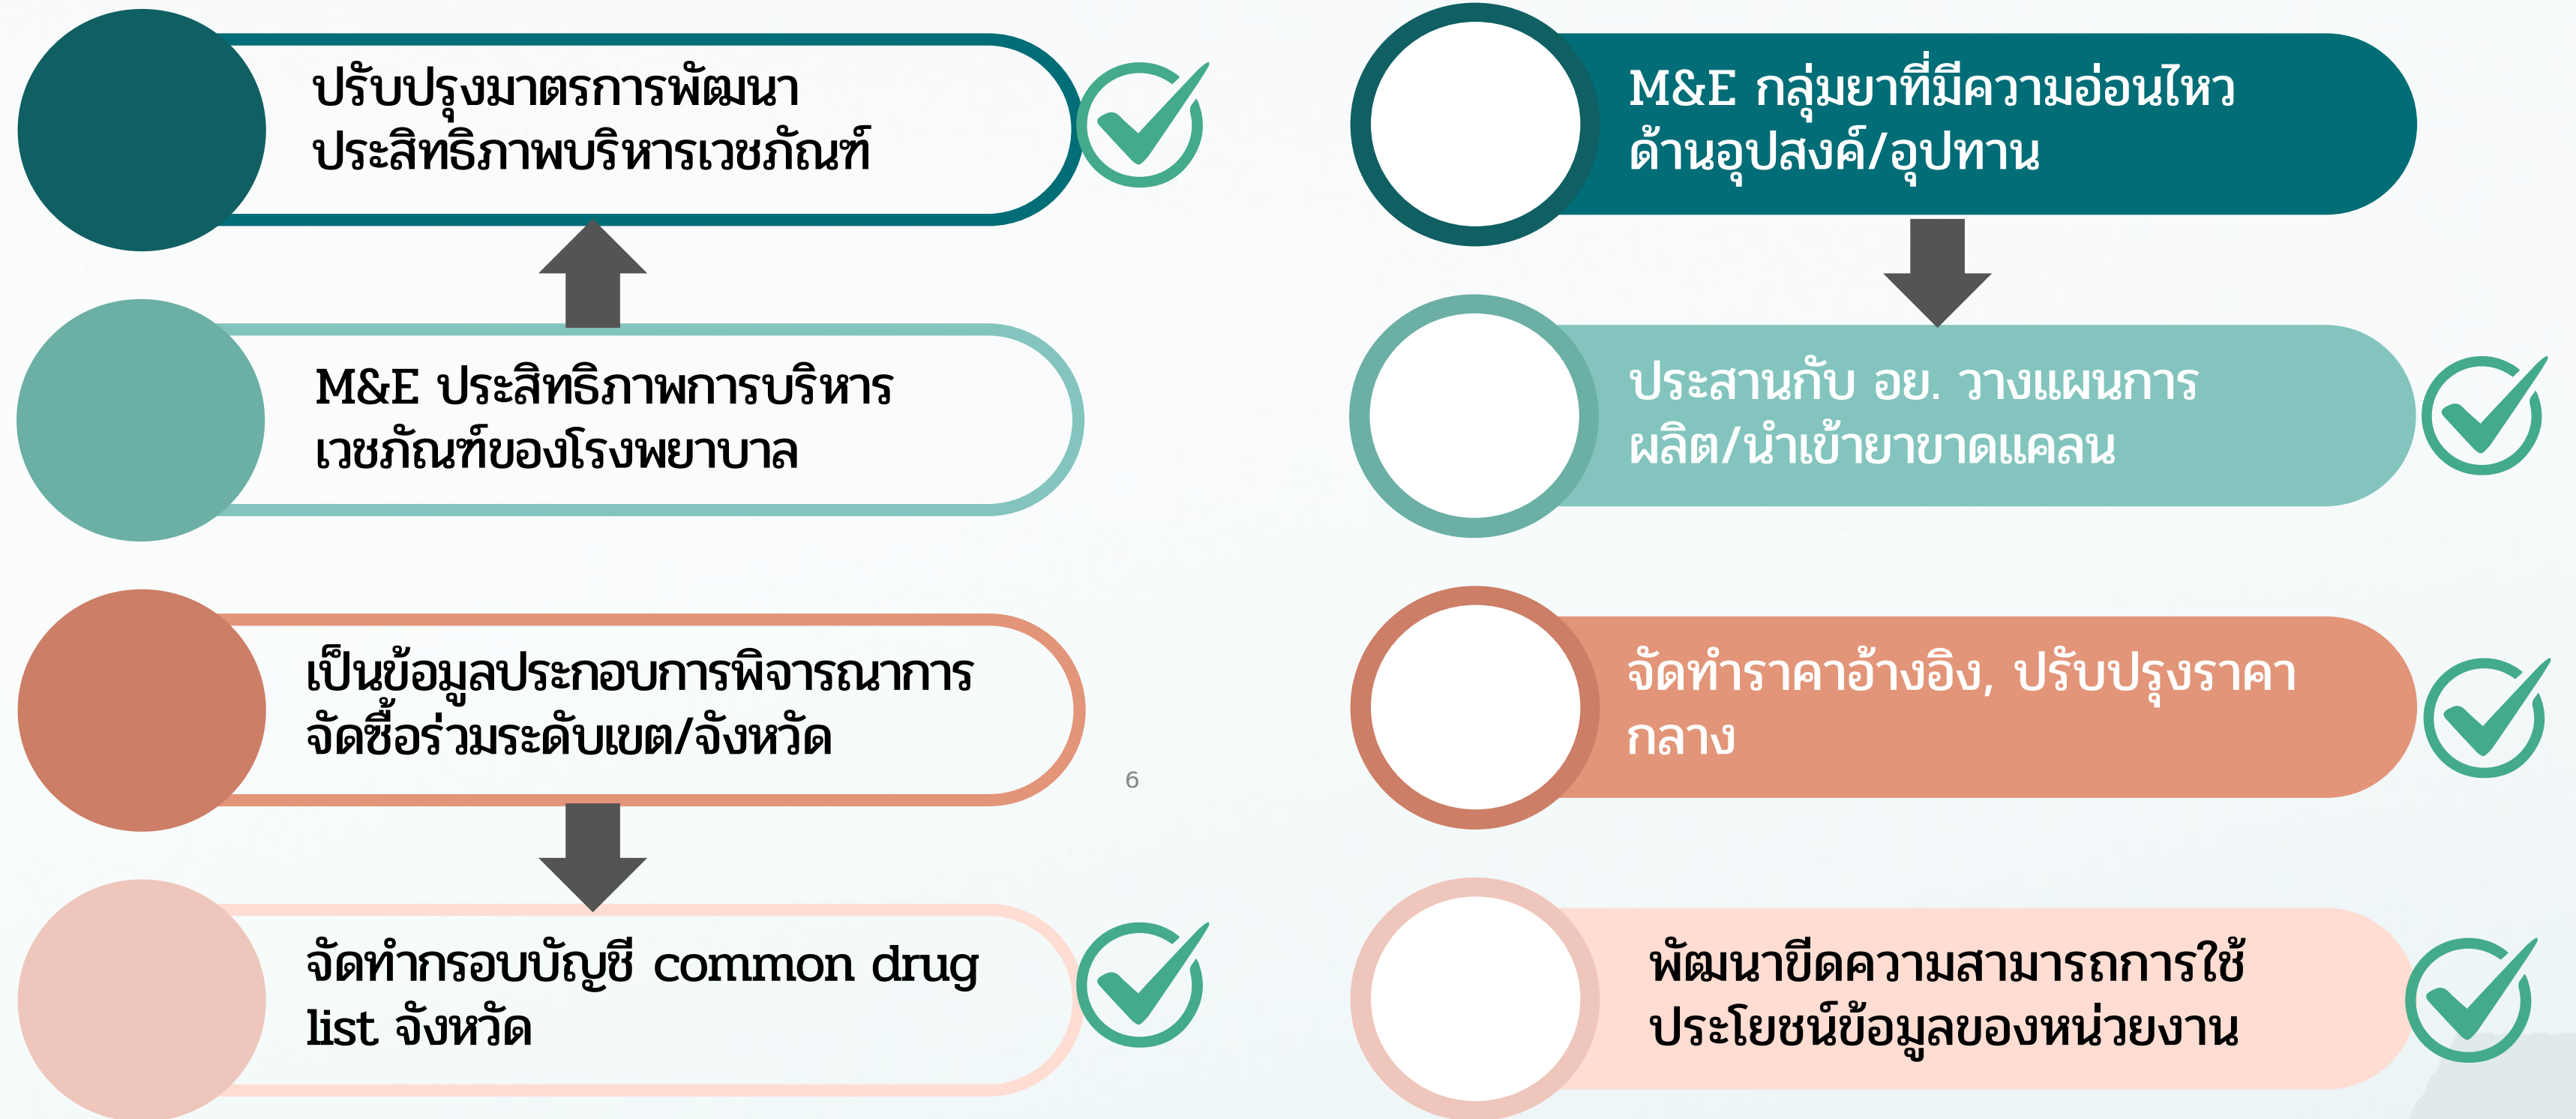 ปรับปรุงมาตรการพัฒนา
ประสิทธิภาพบริหารเวชภัณฑ์
M&E ประสิทธิภาพการบริหาร
เวชภัณฑ์ของโรงพยาบาล
เป็นข้อมูลประกอบการพิจารณาการ
จัดซื้อร่วมระดับเขต/จังหวัด
จัดทำกรอบบัญชี common drug
list จังหวัด
6
M&E กลุ่มยาที่มีความอ่อนไหว
ด้านอุปสงค์/อุปทาน
ประสานกับ อย. วางแผนการ
ผลิต/นำเข้ายาขาดแคลน
จัดทำราคาอ้างอิง, ปรับปรุงราคา
กลาง
พัฒนาขีดความสามารถการใช้
ประโยชน์ข้อมูลของหน่วยงาน